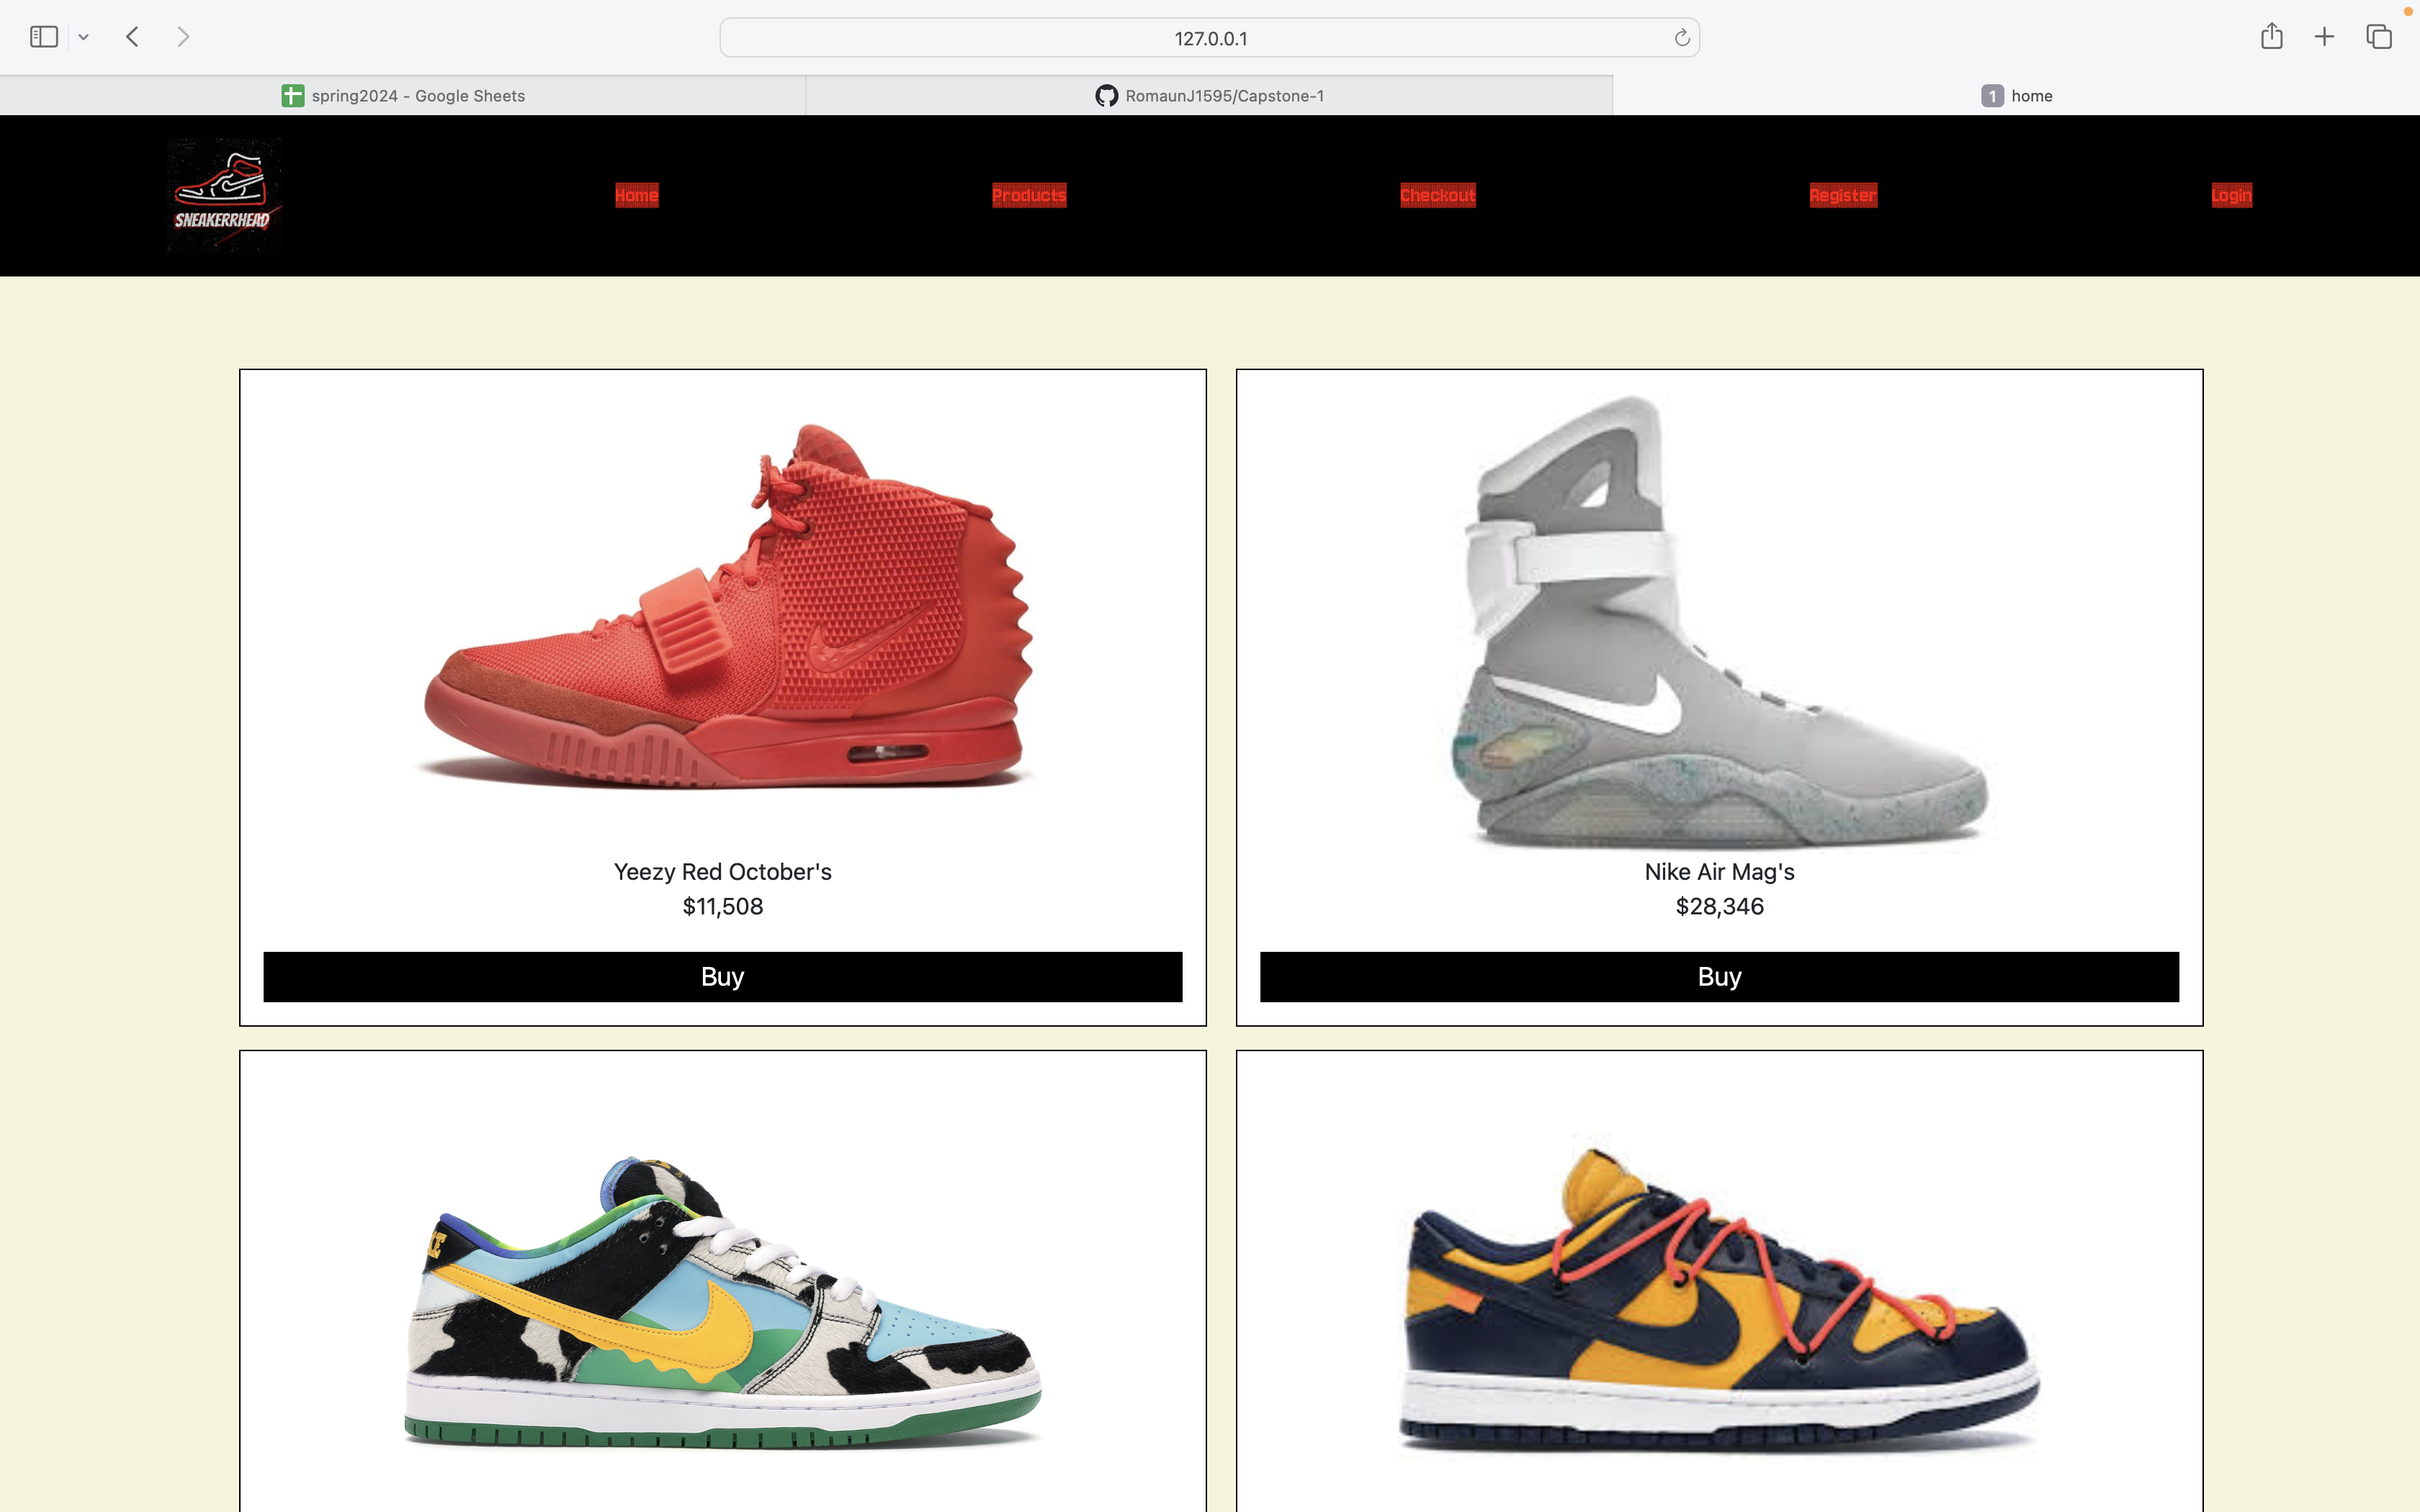 127.0.0.1
spring2024 - Google Sheets
RomaunJ1595/Capstone-1
1 home
SNEAKERRHEAD
Home
Products
Checkout
Register
Login
Yeezy Red October's
$11,508
Buy
Nike Air Mag's
$28,346
Buy